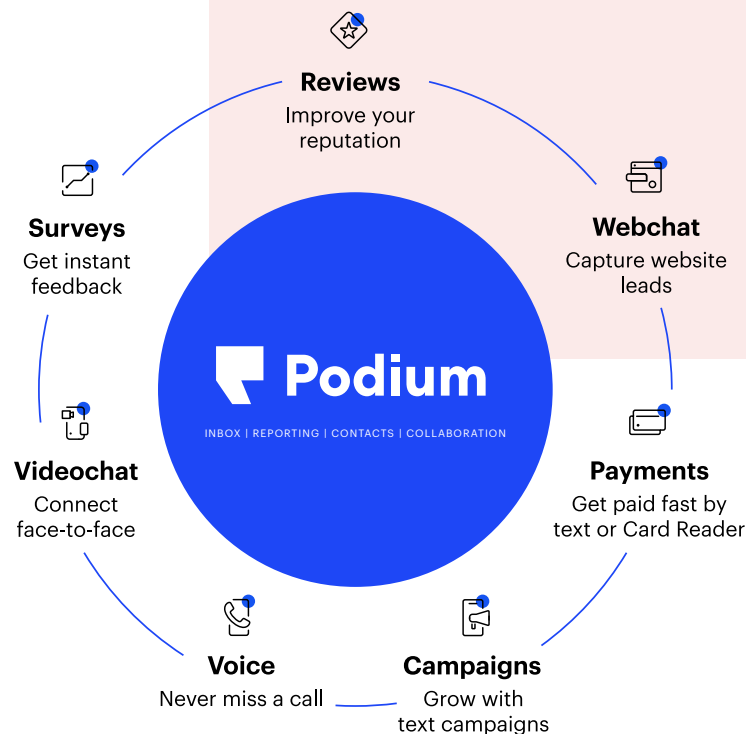 Reviews
Improve your
reputation
Webchat
Capture website
leads
Payments
Get paid fast by
text or Card Reader
Campaigns
Grow with
text campaigns
Voice
Never miss a call
Videochat
Connect
face-to-face
Surveys
Get instant
feedback
Podium
INBOX | REPORTING | CONTACTS | COLLABORATION